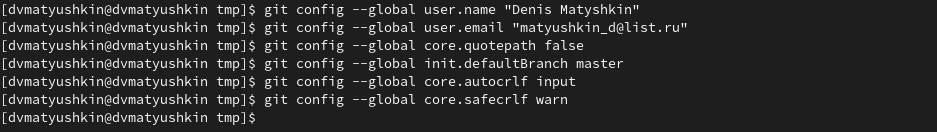 [dvmatyushkin@dvmatyushkin tmp]$ git config --global user.name "Denis Matyshkin"
[dvmatyushkin@dvmatyushkin tmp]$ git config --global user.email "matyushkin_d@list.ru"
[dvmatyushkin@dvmatyushkin tmp]$ git config --global core.quotepath false
[dvmatyushkin@dvmatyushkin tmp]$ git config --global init.defaultBranch master
[dvmatyushkin@dvmatyushkin tmp]$ git config --global core.autocrlf input
[dvmatyushkin@dvmatyushkin tmp]$ git config --global core.safecrlf warn
[dvmatyushkin@dvmatyushkin tmp]$